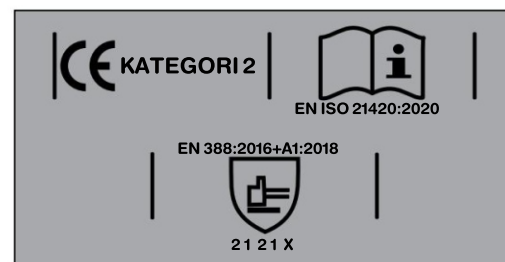 CE KATEGORI 2
i
EN ISO 21420:2020
EN 388:2016+A1:2018
2 1 2 1 X